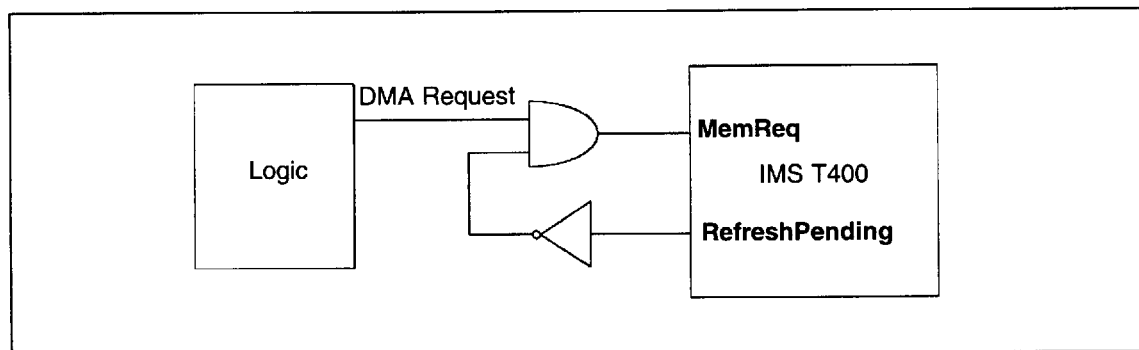 DMA Request
Logic
MemReq
IMS T400
RefreshPending